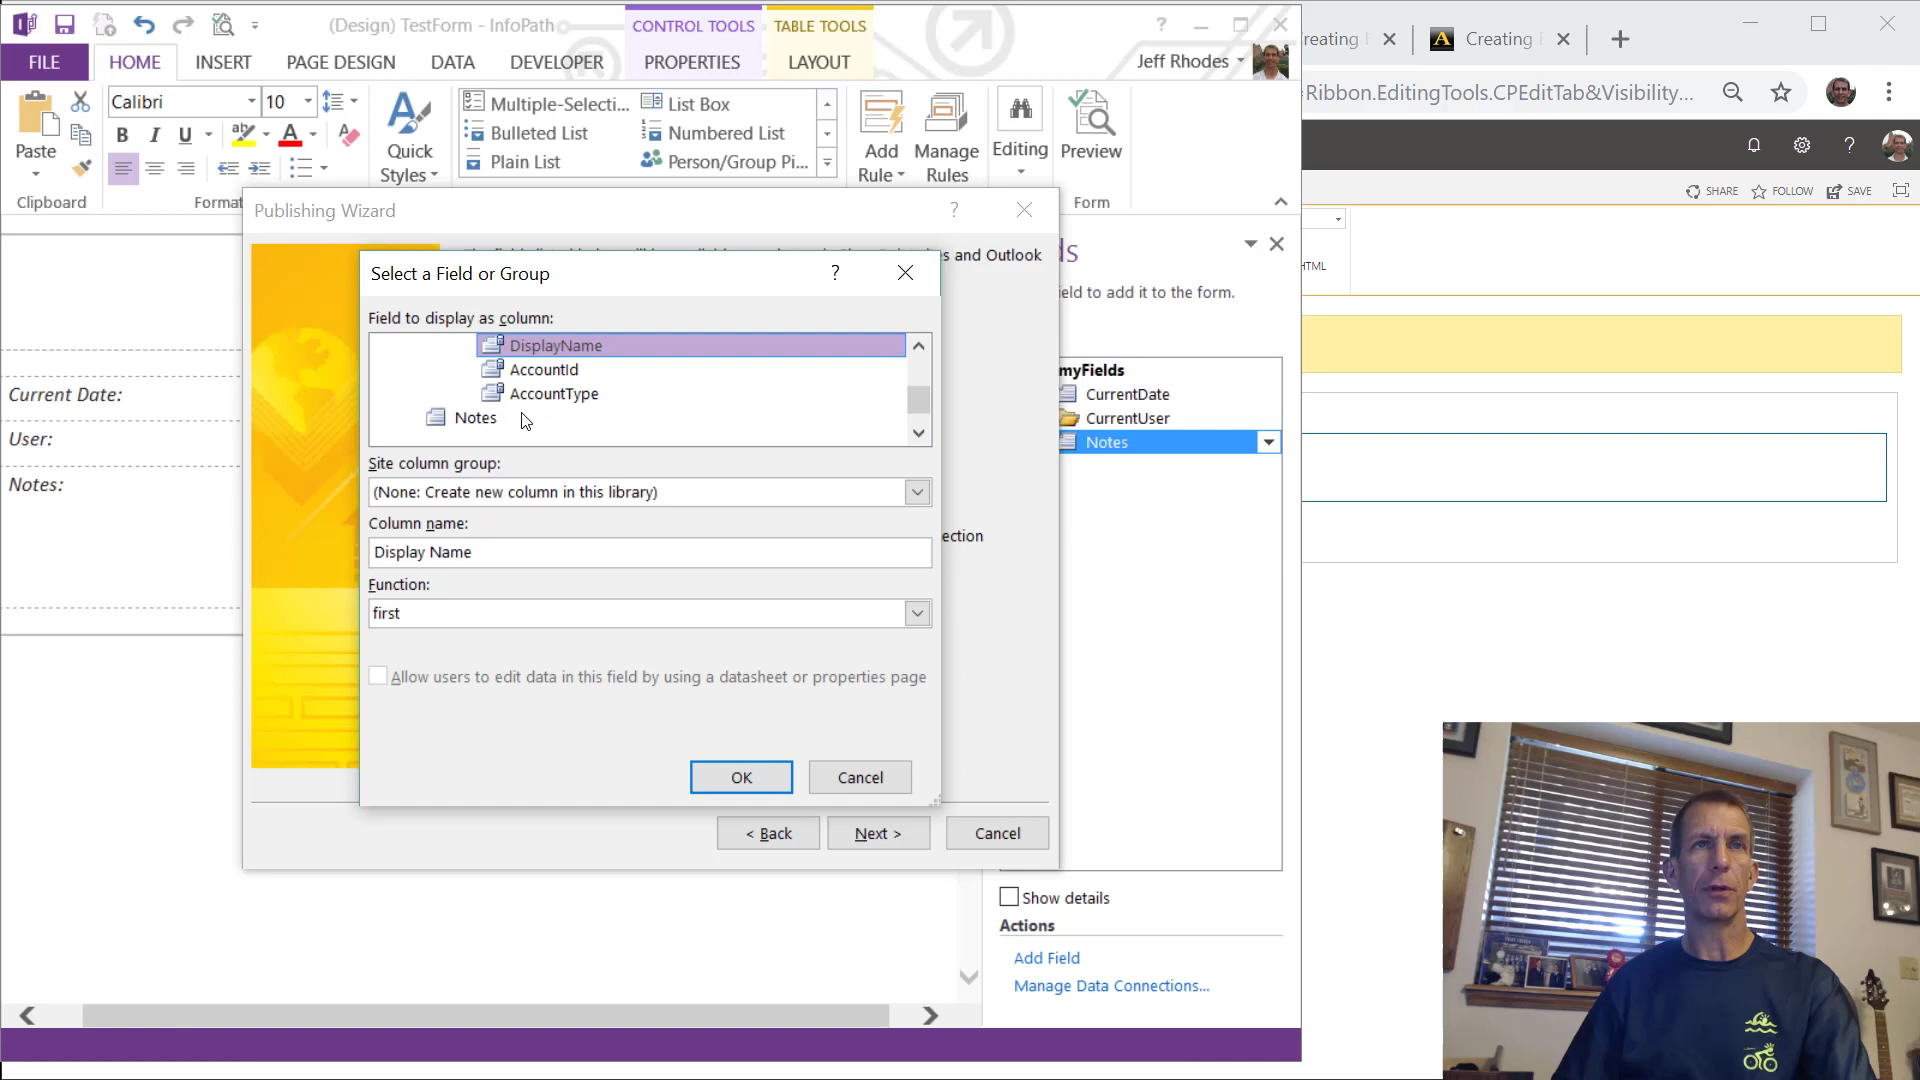 (Design) TestForm - InfoPath
CONTROL TOOLS
TABLE TOOLS
?
FILE
HOME
INSERT
PAGE DESIGN
DATA
DEVELOPER
PROPERTIES
LAYOUT
Jeff Rhodes
Calibri
10
Paste
B I U
Clipboard
Format
Quick
Styles
Multiple-Selecti...
List Box
Bulleted List
Numbered List
Plain List
Person/Group Pi...
Add
Rule
Manage
Rules
Editing
Preview
Form
Publishing Wizard
?
es and Outlook
Select a Field or Group
?
Field to display as column:
DisplayName
AccountId
AccountType
Notes
Site column group:
(None: Create new column in this library)
Column name:
Display Name
Function:
first
Allow users to edit data in this field by using a datasheet or properties page
OK
Cancel
ection
< Back
Next >
Cancel
Current Date:
User:
Notes:
ds
ield to add it to the form.
myFields
CurrentDate
CurrentUser
Notes
Show details
Actions
Add Field
Manage Data Connections...
reating
Creating
=Ribbon.EditingTools.CPEditTab&Visibility...
?
SHARE
FOLLOW
SAVE
HTML